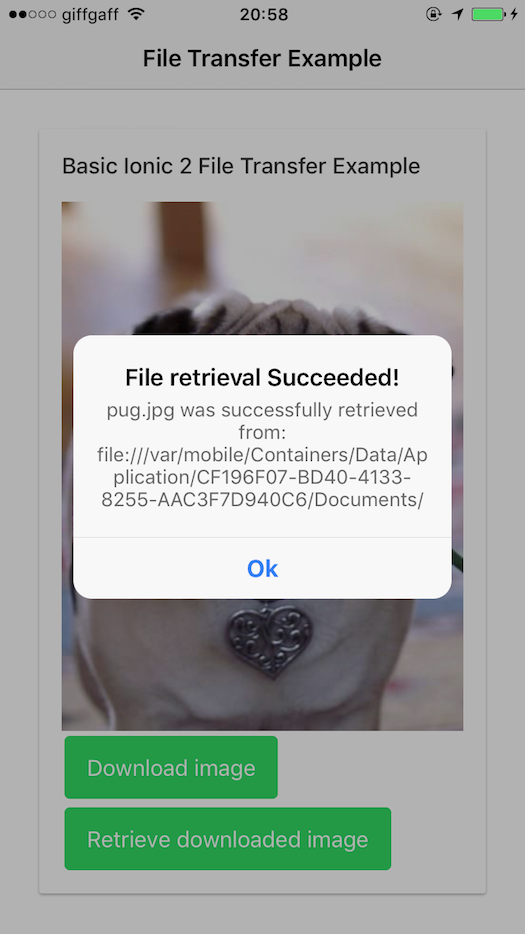 giffgaff 20:58
File Transfer Example
Basic Ionic 2 File Transfer Example
File retrieval Succeeded!
pug.jpg was successfully retrieved
from:
file:///var/mobile/Containers/Data/Ap
plication/CF196F07-BD40-4133-
8255-AAC3F7D940C6/Documents/
Ok
Download image
Retrieve downloaded image